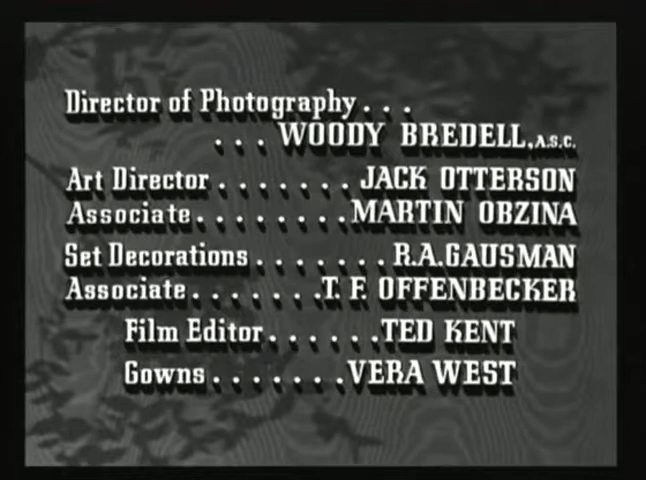 Director of Photography . . .
. . . WOODY BREDELL, A.S.C.
Art Director . . . . . . . JACK OTTERSON
Associate . . . . . . . . MARTIN OBZINA
Set Decorations . . . . . . . R.A.GAUSMAN
Associate . . . . . . . T. F. OFFENBECKER
Film Editor . . . . . . TED KENT
Gowns . . . . . . . VERA WEST